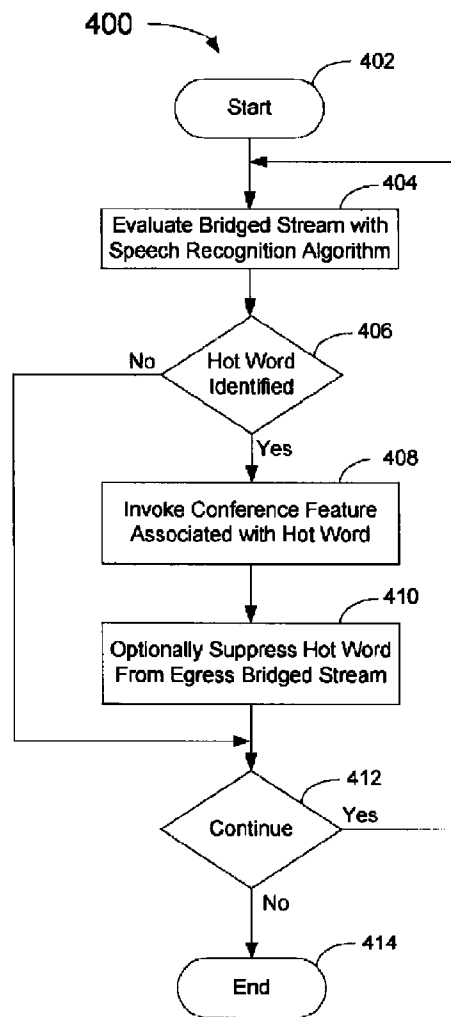 400
402
Start
404
Evaluate Bridged Stream with
Speech Recognition Algorithm
406
No
Hot Word
Identified
Yes
408
Invoke Conference Feature
Associated with Hot Word
410
Optionally Suppress Hot Word
From Egress Bridged Stream
412
Continue
Yes
No
414
End